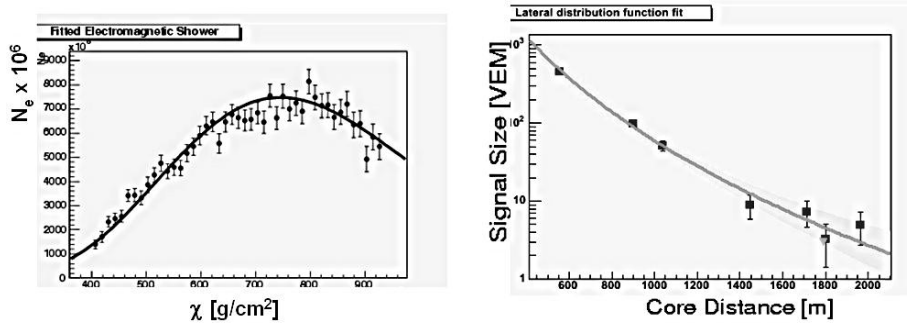 Fitted Electromagnetic Shower
×10⁶
N_e x 10^6
9000
8000
7000
6000
5000
4000
3000
2000
1000
0
400 500 600 700 800 900
χ [g/cm²]
Lateral distribution function fit
Signal Size [VEM]
10³
10²
10
1
600 800 1000 1200 1400 1600 1800 2000
Core Distance [m]